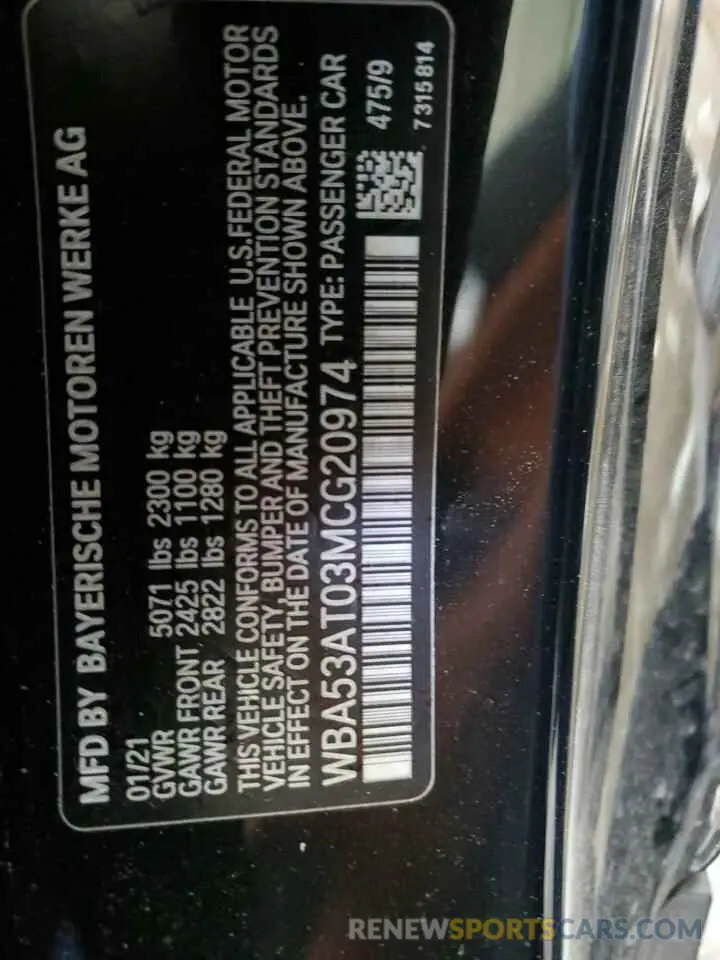 MFD BY BAYERISCHE MOTOREN WERKE AG
01/21
GVWR 5071 lbs 2300 kg
GAWR FRONT 2425 lbs 1100 kg
GAWR REAR 2822 lbs 1280 kg
THIS VEHICLE CONFORMS TO ALL APPLICABLE U.S.FEDERAL MOTOR
VEHICLE SAFETY, BUMPER AND THEFT PREVENTION STANDARDS
IN EFFECT ON THE DATE OF MANUFACTURE SHOWN ABOVE.
WBA53AT03MCG20974 TYPE: PASSENGER CAR
475/9
7315814
RENEWSPORTSCARS.COM